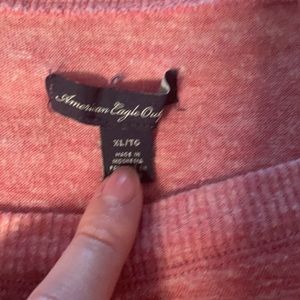 American Eagle Out
XL/TG
MADE IN
INDONESIA